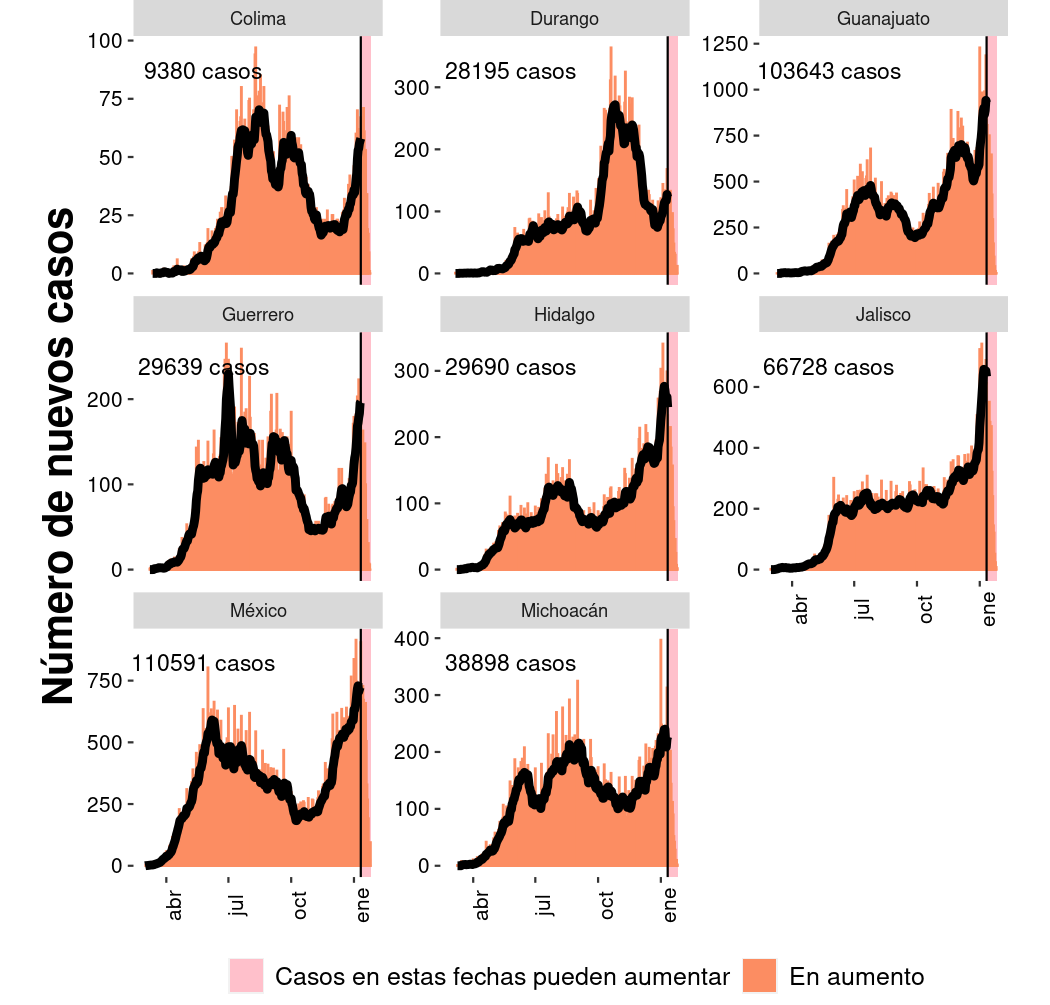 Número de nuevos casos
Colima
9380 casos
100
75
50
25
0
Durango
28195 casos
300
200
100
0
Guanajuato
103643 casos
1250
1000
750
500
250
0
Guerrero
29639 casos
200
100
0
Hidalgo
29690 casos
300
200
100
0
Jalisco
66728 casos
600
400
200
0
abr
jul
oct
ene
México
110591 casos
750
500
250
0
abr
jul
oct
ene
Michoacán
38898 casos
400
300
200
100
0
abr
jul
oct
ene
Casos en estas fechas pueden aumentar
En aumento